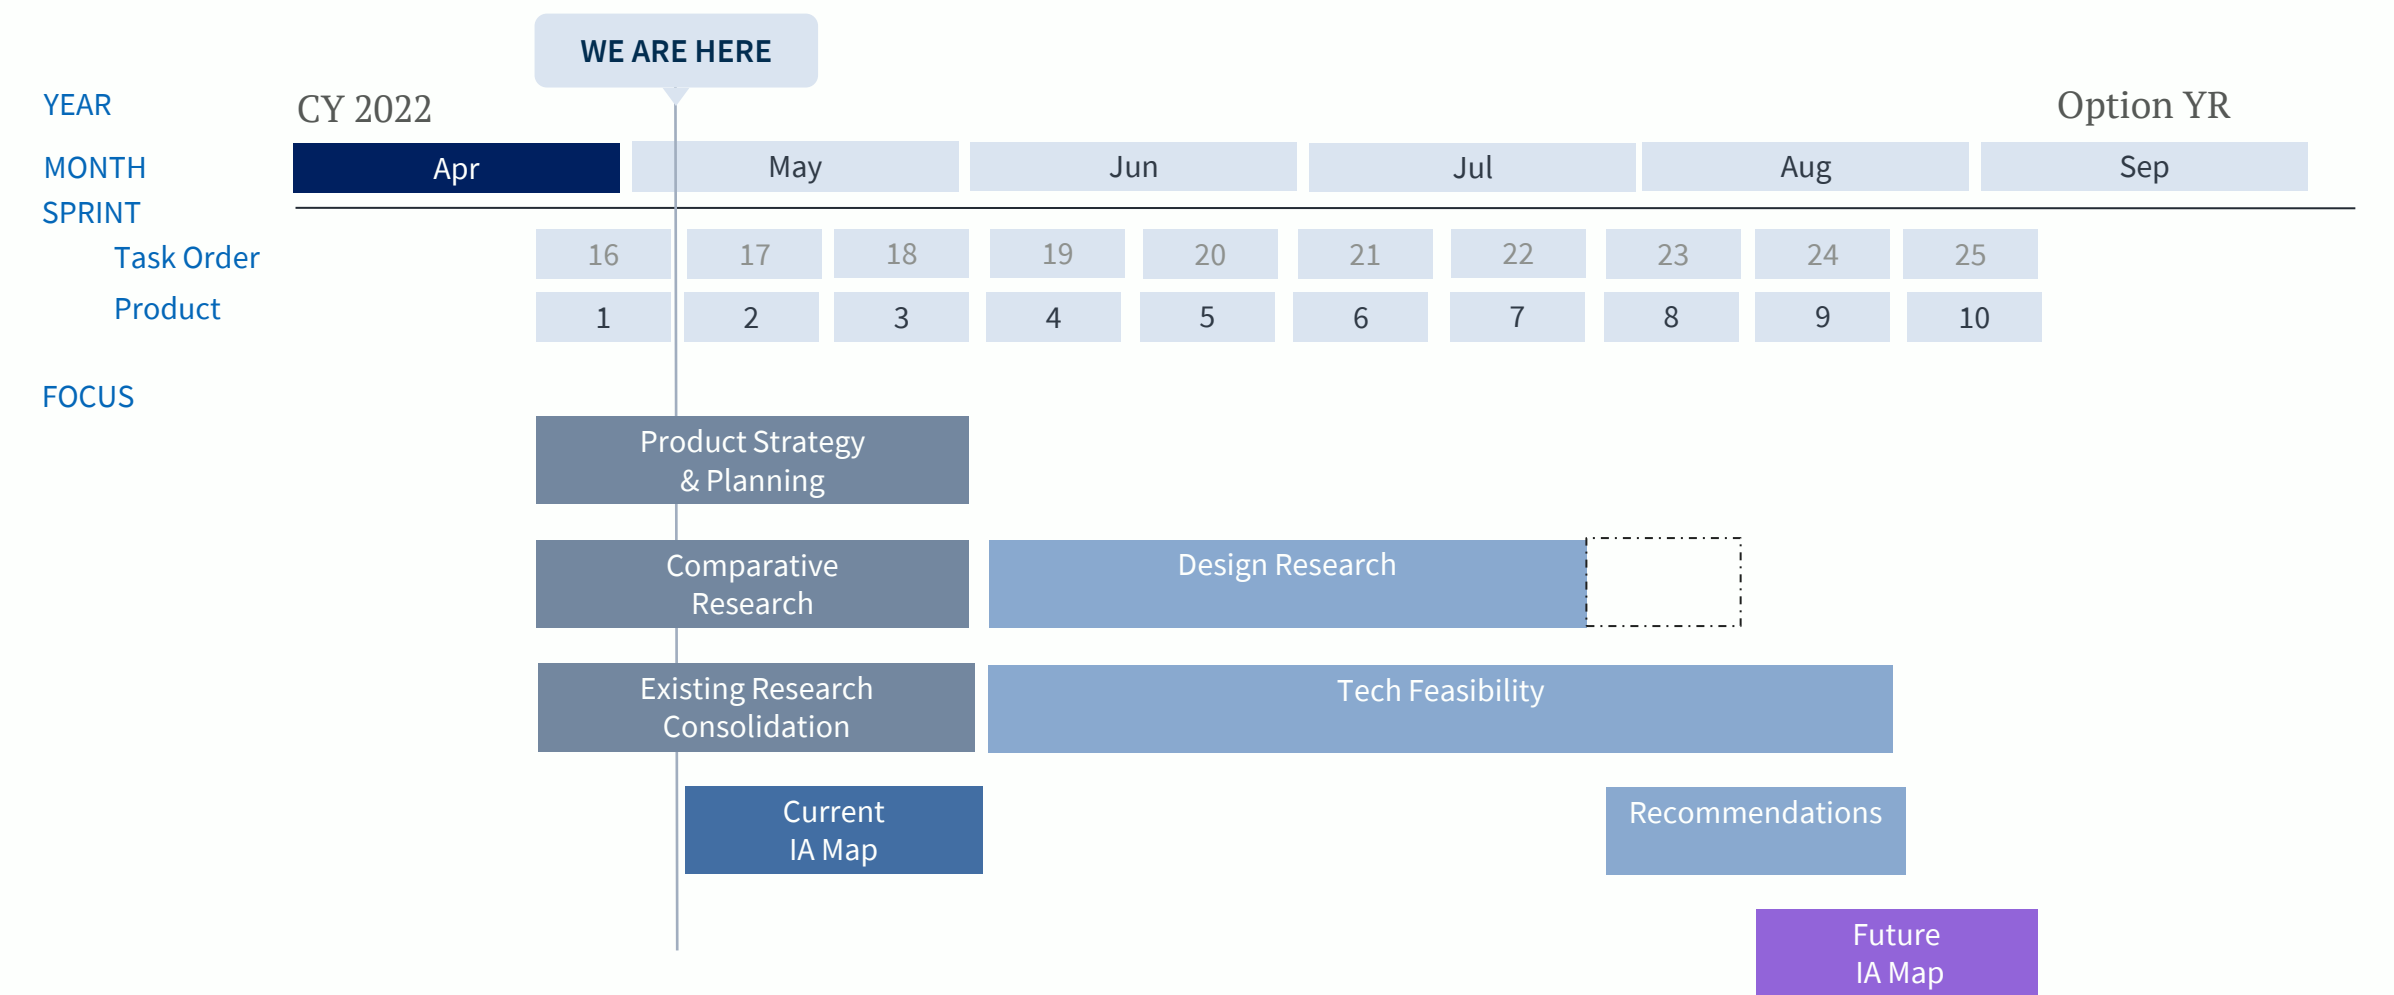 WE ARE HERE
YEAR CY 2022 Option YR
MONTH Apr May Jun Jul Aug Sep
SPRINT
Task Order 16 17 18 19 20 21 22 23 24 25
Product 1 2 3 4 5 6 7 8 9 10
FOCUS
Product Strategy
& Planning
Comparative
Research
Design Research
Existing Research
Consolidation
Tech Feasibility
Current
IA Map
Recommendations
Future
IA Map